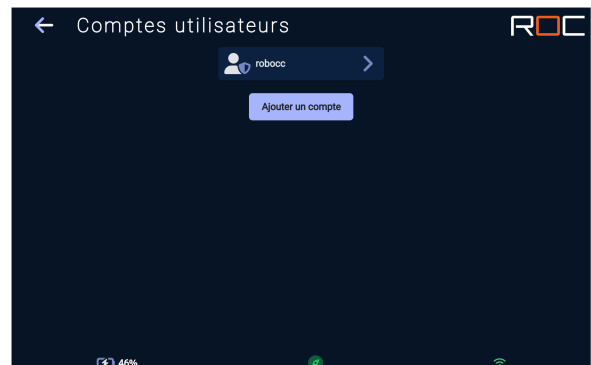 Comptes utilisateurs
ROC
robocc
Ajouter un compte
46%